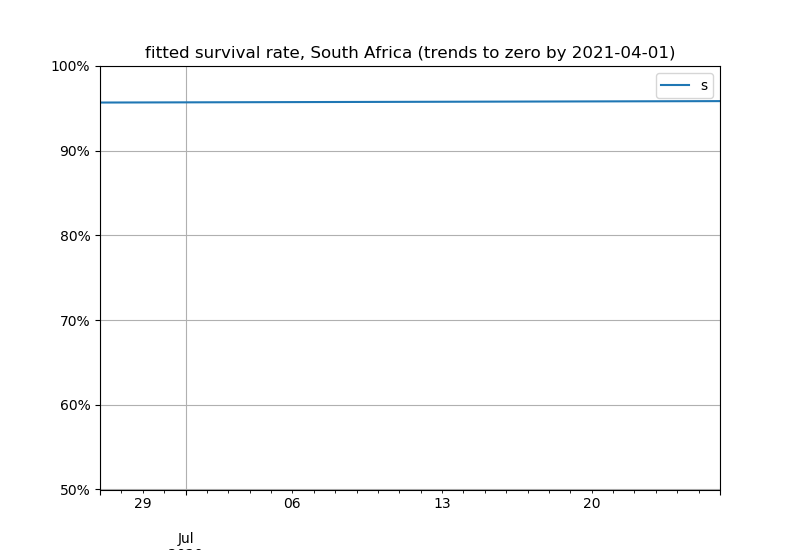 fitted survival rate, South Africa (trends to zero by 2021-04-01)
100%
s
90%
80%
70%
60%
50%
29 06 13 20
Jul